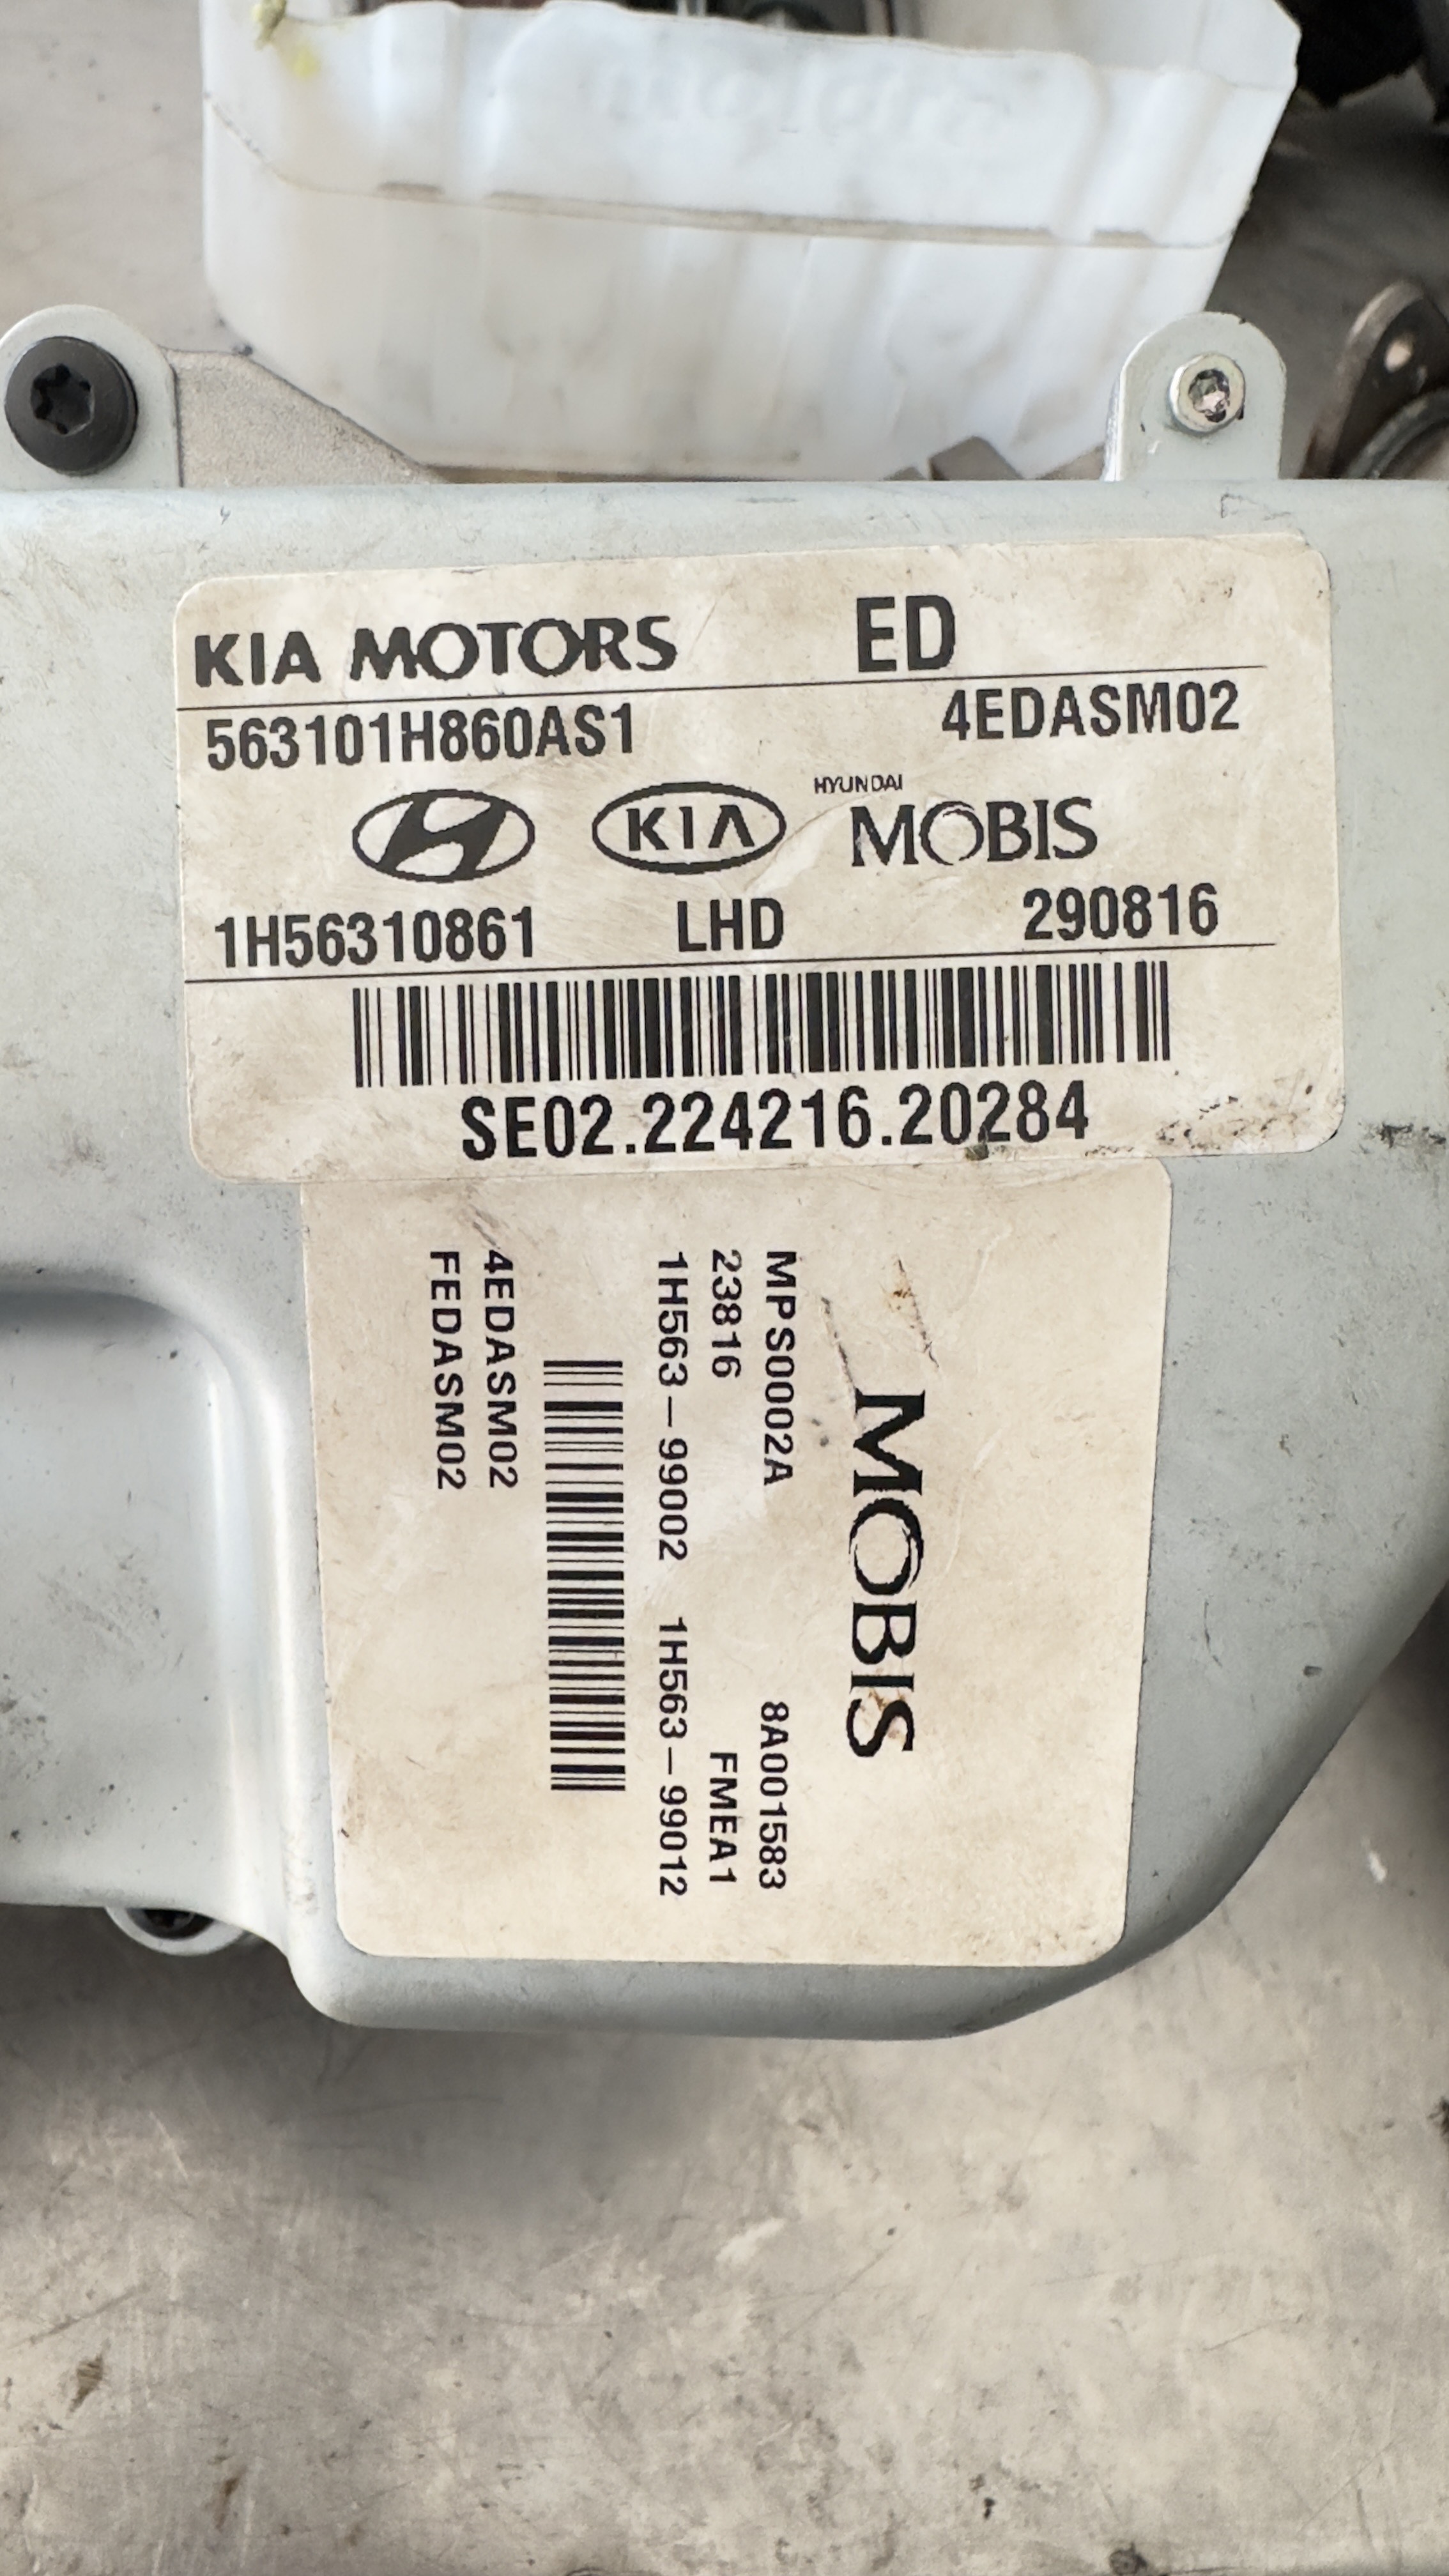 KIA MOTORS ED
563101H860AS1 4EDASM02
KIA HYUNDAI MOBIS
1H56310861 LHD 290816
SE02.224216.20284
MOBIS
MPS0002A 8A001583
23816 FMEA1
1H563-99002 1H563-99012
4EDASM02
FEDASM02